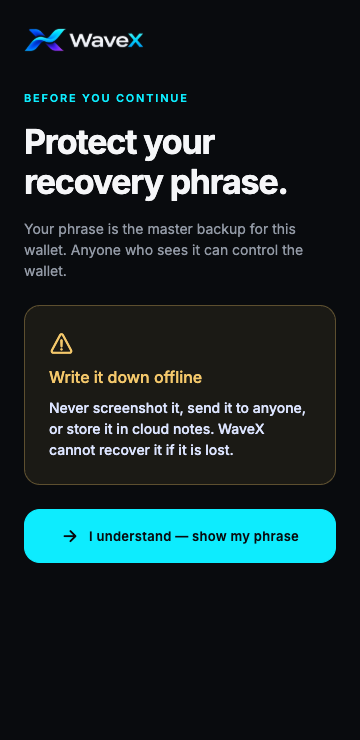 WaveX
BEFORE YOU CONTINUE
Protect your
recovery phrase.
Your phrase is the master backup for this
wallet. Anyone who sees it can control the
wallet.
Write it down offline
Never screenshot it, send it to anyone,
or store it in cloud notes. WaveX
cannot recover it if it is lost.
→ I understand — show my phrase